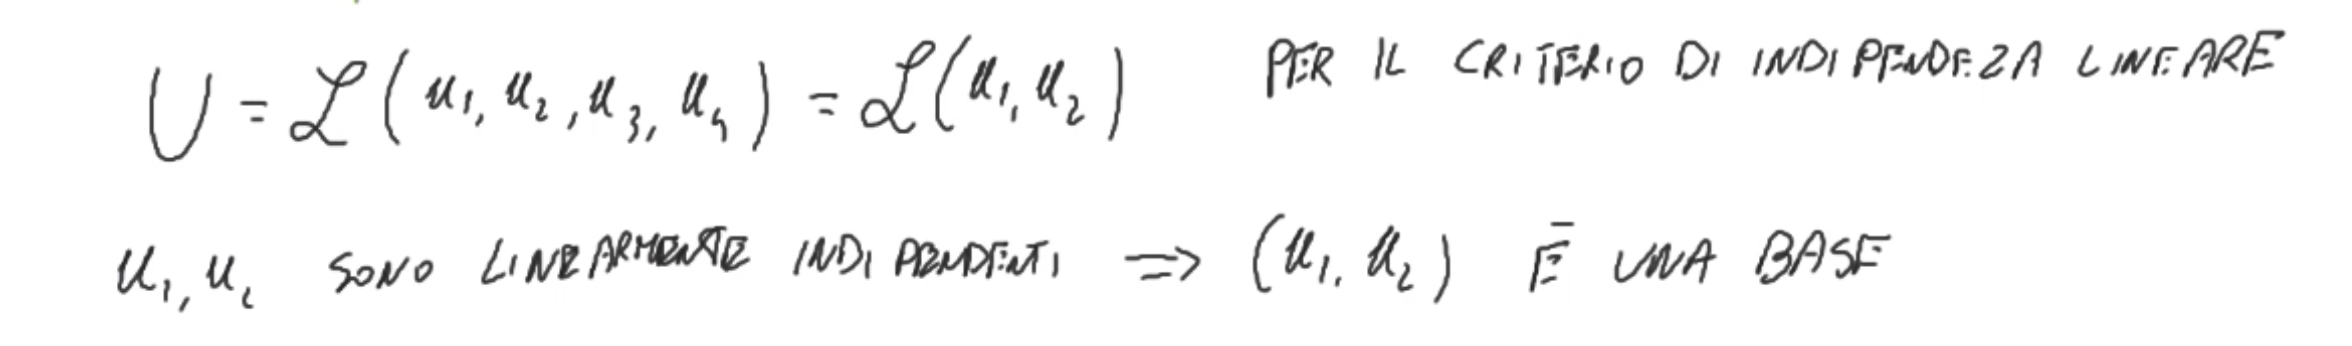 U = ℒ(u₁, u₂, u₃, u₄) = ℒ(u₁, u₂) PER IL CRITERIO DI INDIPENDEZA LINEARE
u₁, u₂ SONO LINEARMENTE INDIPENDENTI ⇒ (u₁, u₂) È UNA BASE